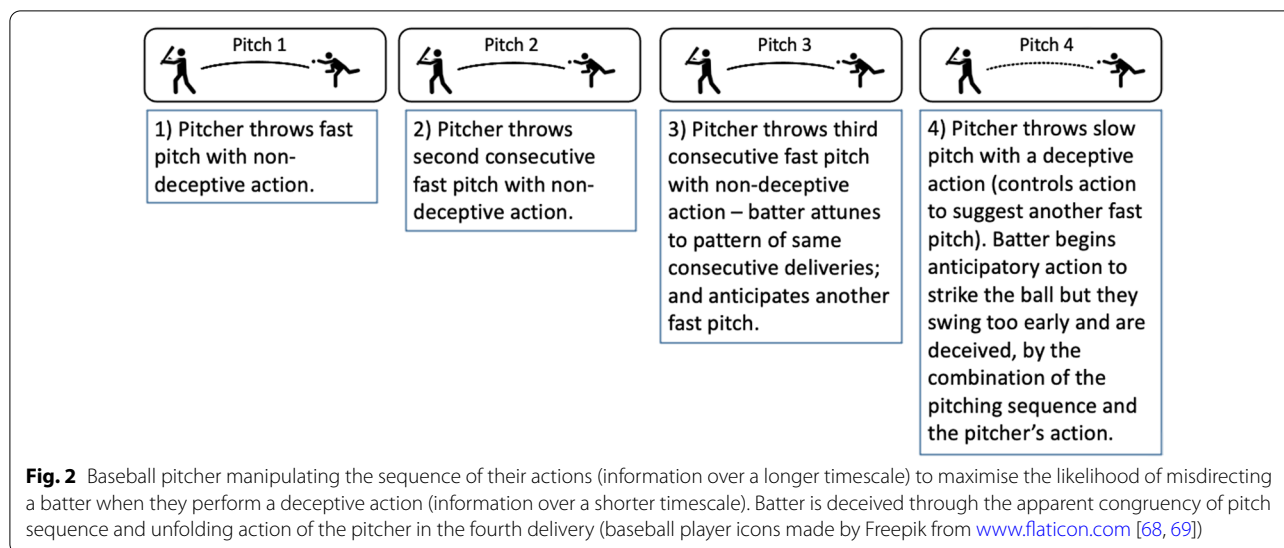 Pitch 1
Pitch 2
Pitch 3
Pitch 4
1) Pitcher throws fast
pitch with non-
deceptive action.
2) Pitcher throws
second consecutive
fast pitch with non-
deceptive action.
3) Pitcher throws third
consecutive fast pitch
with non-deceptive
action – batter attunes
to pattern of same
consecutive deliveries;
and anticipates another
fast pitch.
4) Pitcher throws slow
pitch with a deceptive
action (controls action
to suggest another fast
pitch). Batter begins
anticipatory action to
strike the ball but they
swing too early and are
deceived, by the
combination of the
pitching sequence and
the pitcher's action.
Fig. 2 Baseball pitcher manipulating the sequence of their actions (information over a longer timescale) to maximise the likelihood of misdirecting
a batter when they perform a deceptive action (information over a shorter timescale). Batter is deceived through the apparent congruency of pitch
sequence and unfolding action of the pitcher in the fourth delivery (baseball player icons made by Freepik from www.flaticon.com [68, 69])